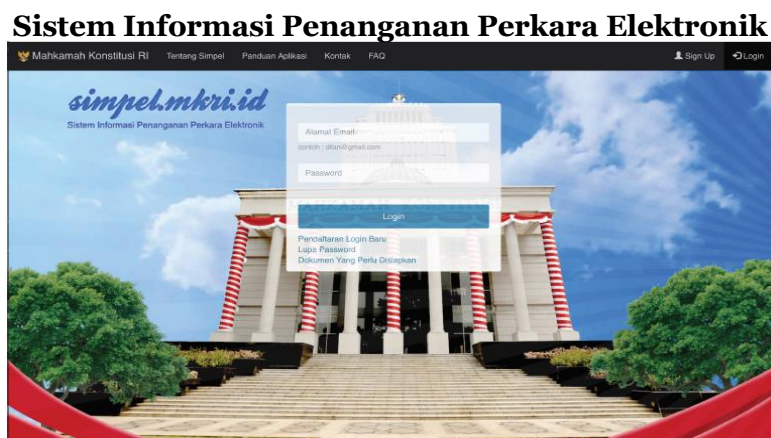 Sistem Informasi Penanganan Perkara Elektronik
Mahkamah Konstitusi RI Tentang Simpel Panduan Aplikasi Kontak FAQ Sign Up Login
simpel.mkri.id
Sistem Informasi Penanganan Perkara Elektronik
Alamat Email
contoh : dilan@gmail.com
Password
MAHKAMAH
Login
Pendaftaran Login Baru
Lupa Password
Dokumen Yang Perlu Disiapkan